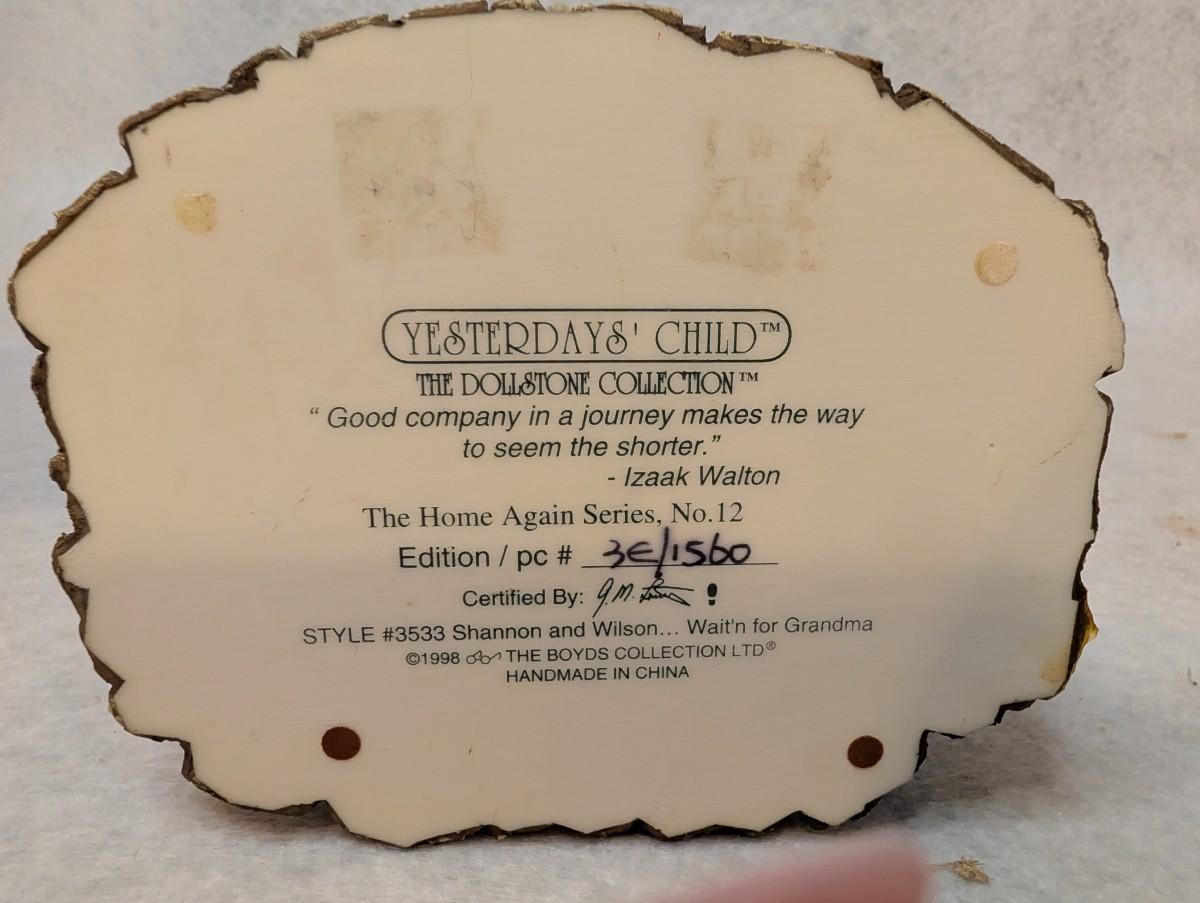 YESTERDAYS' CHILD™
THE DOLLSTONE COLLECTION™
“ Good company in a journey makes the way
to seem the shorter.”
- Izaak Walton
The Home Again Series, No.12
Edition / pc # 3E/1560
Certified By: G.M.
STYLE #3533 Shannon and Wilson... Wait'n for Grandma
©1998 THE BOYDS COLLECTION LTD®
HANDMADE IN CHINA